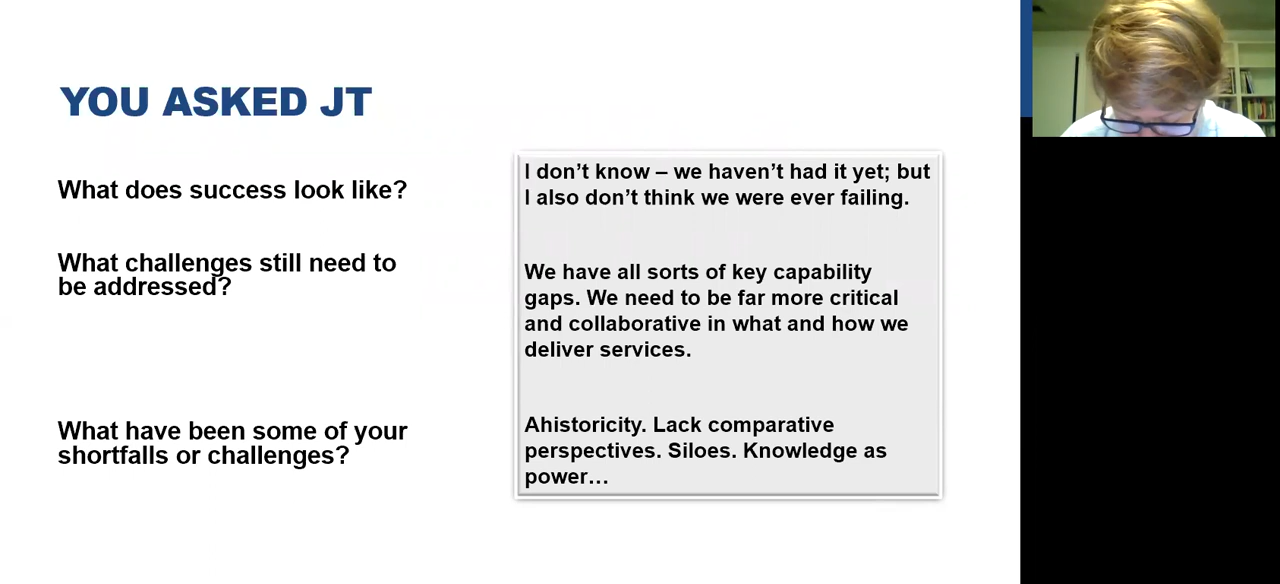 YOU ASKED JT
What does success look like?
I don’t know – we haven’t had it yet; but
I also don’t think we were ever failing.
What challenges still need to
be addressed?
We have all sorts of key capability
gaps. We need to be far more critical
and collaborative in what and how we
deliver services.
What have been some of your
shortfalls or challenges?
Ahistoricity. Lack comparative
perspectives. Siloes. Knowledge as
power…